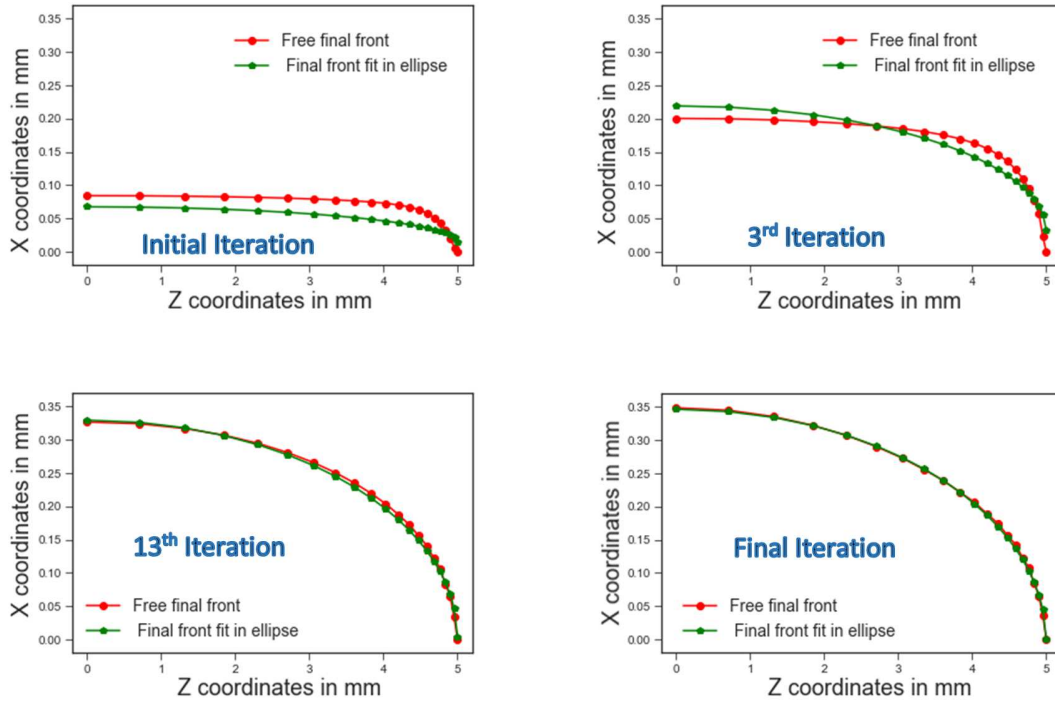 0.35
0.30
0.25
0.20
0.15
0.10
0.05
0.00
X coordinates in mm
Free final front
Final front fit in ellipse
Initial Iteration
0 1 2 3 4 5
Z coordinates in mm
0.35
0.30
0.25
0.20
0.15
0.10
0.05
0.00
X coordinates in mm
Free final front
Final front fit in ellipse
3rd Iteration
0 1 2 3 4 5
Z coordinates in mm
0.35
0.30
0.25
0.20
0.15
0.10
0.05
0.00
X coordinates in mm
13th Iteration
Free final front
Final front fit in ellipse
0 1 2 3 4 5
Z coordinates in mm
0.35
0.30
0.25
0.20
0.15
0.10
0.05
0.00
X coordinates in mm
Final Iteration
Free final front
Final front fit in ellipse
0 1 2 3 4 5
Z coordinates in mm